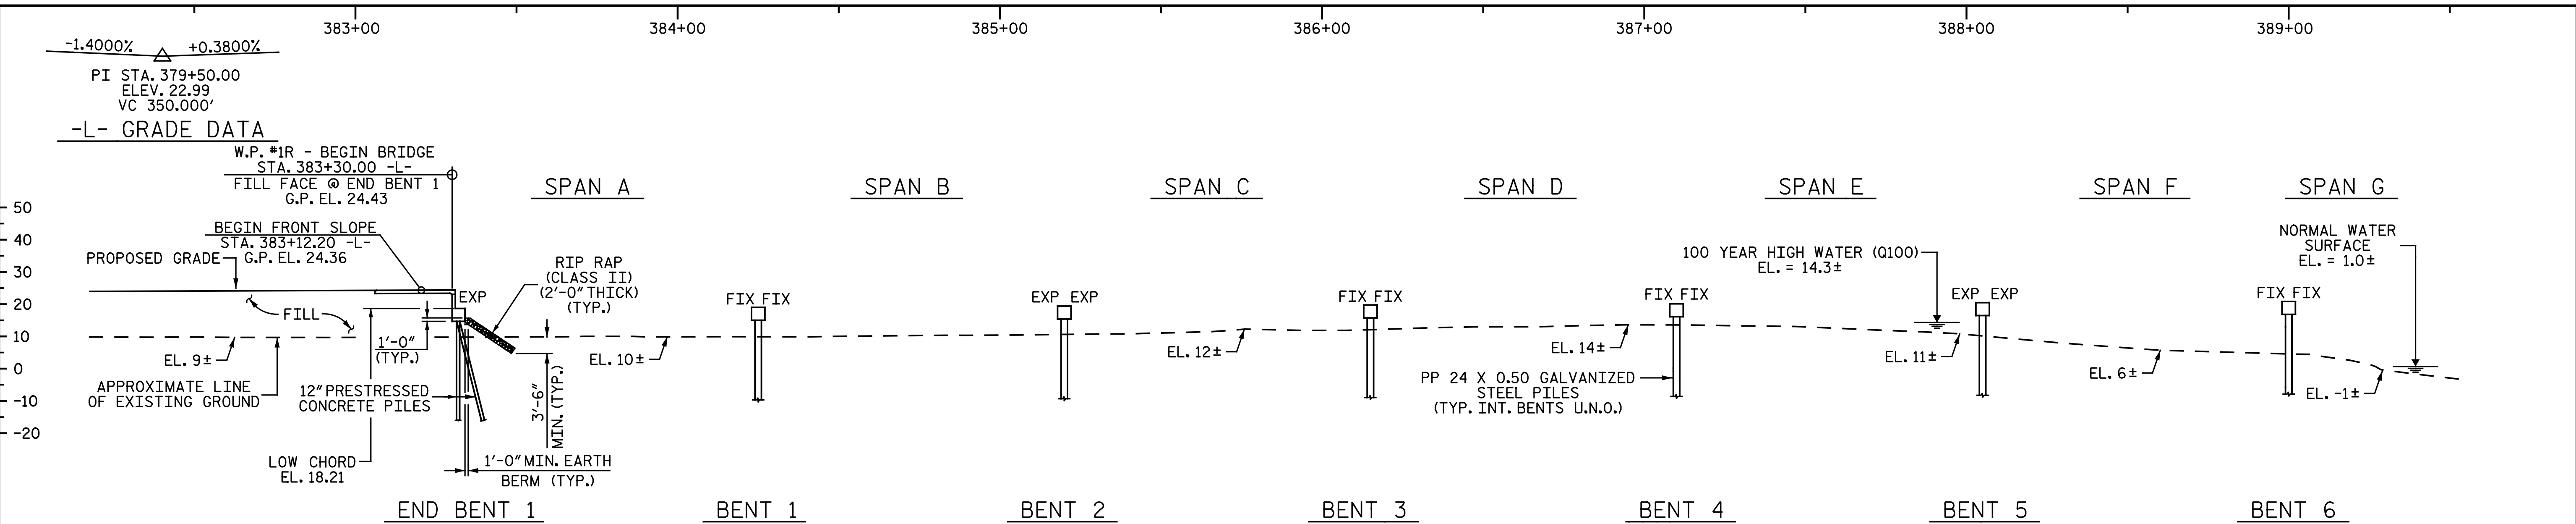 383+00
384+00
385+00
386+00
387+00
388+00
389+00
-1.4000%
+0.3800%
PI STA. 379+50.00
ELEV. 22.99
VC 350.000'
-L- GRADE DATA
W.P. #1R - BEGIN BRIDGE
STA. 383+30.00 -L-
FILL FACE @ END BENT 1
G.P. EL. 24.43
SPAN A
SPAN B
SPAN C
SPAN D
SPAN E
SPAN F
SPAN G
50
40
30
20
10
0
-10
-20
BEGIN FRONT SLOPE
STA. 383+12.20 -L-
G.P. EL. 24.36
PROPOSED GRADE
FILL
EXP
RIP RAP
(CLASS II)
(2'-0" THICK)
(TYP.)
FIX FIX
EXP EXP
FIX FIX
FIX FIX
EXP EXP
FIX FIX
100 YEAR HIGH WATER (Q100)
EL. = 14.3±
NORMAL WATER
SURFACE
EL. = 1.0±
1'-0"
(TYP.)
EL. 9±
EL. 10±
EL. 12±
EL. 14±
EL. 11±
EL. 6±
EL. -1±
APPROXIMATE LINE
OF EXISTING GROUND
12" PRESTRESSED
CONCRETE PILES
3'-6"
MIN. (TYP.)
PP 24 X 0.50 GALVANIZED
STEEL PILES
(TYP. INT. BENTS U.N.O.)
LOW CHORD
EL. 18.21
1'-0" MIN. EARTH
BERM (TYP.)
END BENT 1
BENT 1
BENT 2
BENT 3
BENT 4
BENT 5
BENT 6